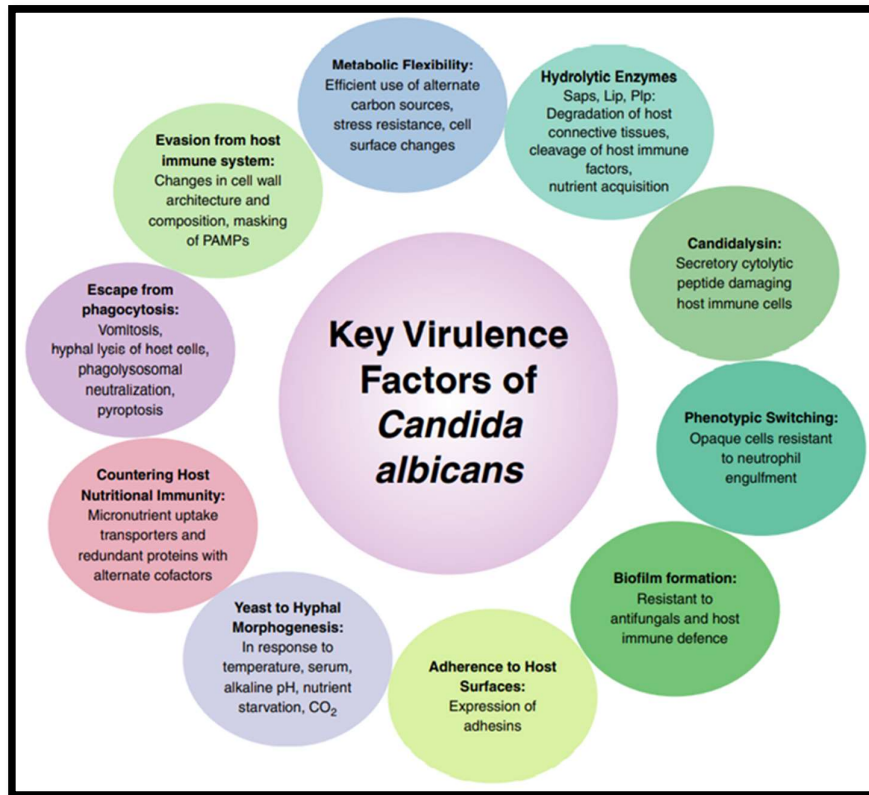 Key Virulence
Factors of
Candida
albicans
Metabolic Flexibility:
Efficient use of alternate
carbon sources,
stress resistance, cell
surface changes
Hydrolytic Enzymes
Saps, Lip, Plp:
Degradation of host
connective tissues,
cleavage of host immune
factors,
nutrient acquisition
Candidalysin:
Secretory cytolytic
peptide damaging
host immune cells
Phenotypic Switching:
Opaque cells resistant
to neutrophil
engulfment
Biofilm formation:
Resistant to
antifungals and host
immune defence
Adherence to Host
Surfaces:
Expression of
adhesins
Yeast to Hyphal
Morphogenesis:
In response to
temperature, serum,
alkaline pH, nutrient
starvation, CO₂
Countering Host
Nutritional Immunity:
Micronutrient uptake
transporters and
redundant proteins with
alternate cofactors
Escape from
phagocytosis:
Vomitosis,
hyphal lysis of host cells,
phagolysosomal
neutralization,
pyroptosis
Evasion from host
immune system:
Changes in cell wall
architecture and
composition, masking
of PAMPs